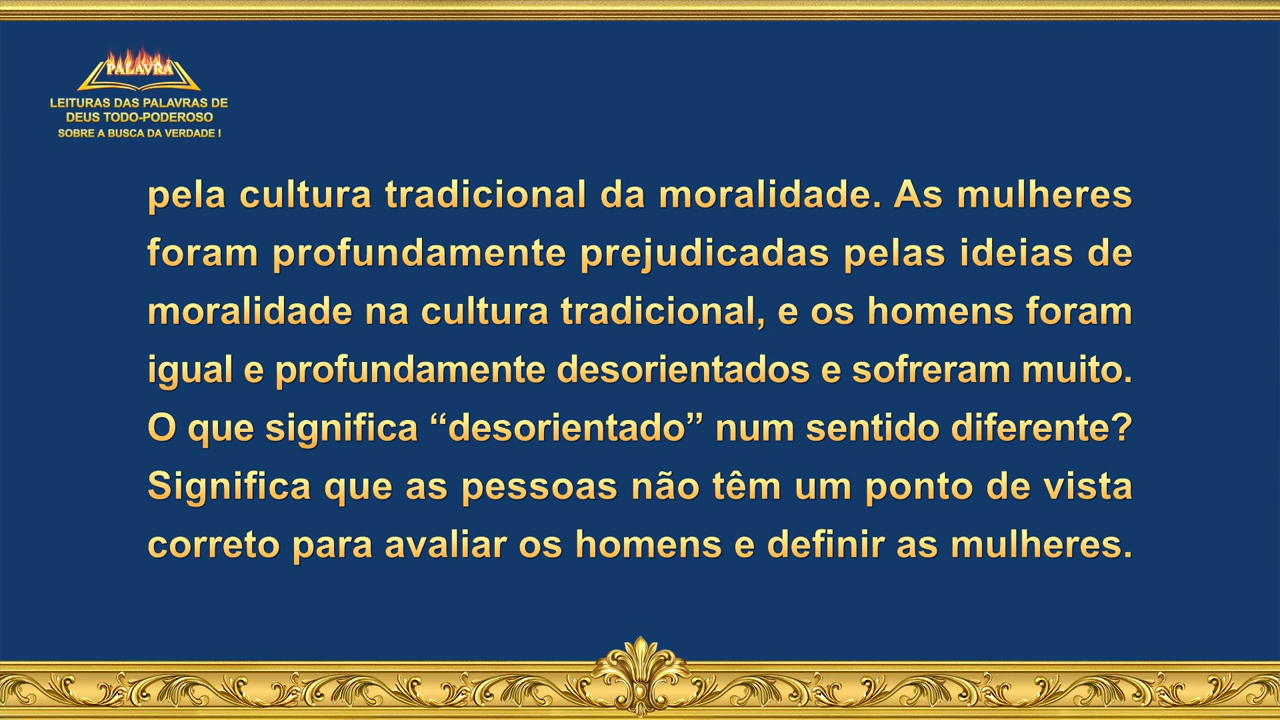 PALAVRA
LEITURAS DAS PALAVRAS DE
DEUS TODO-PODEROSO
SOBRE A BUSCA DA VERDADE I
pela cultura tradicional da moralidade. As mulheres
foram profundamente prejudicadas pelas ideias de
moralidade na cultura tradicional, e os homens foram
igual e profundamente desorientados e sofreram muito.
O que significa “desorientado” num sentido diferente?
Significa que as pessoas não têm um ponto de vista
correto para avaliar os homens e definir as mulheres.